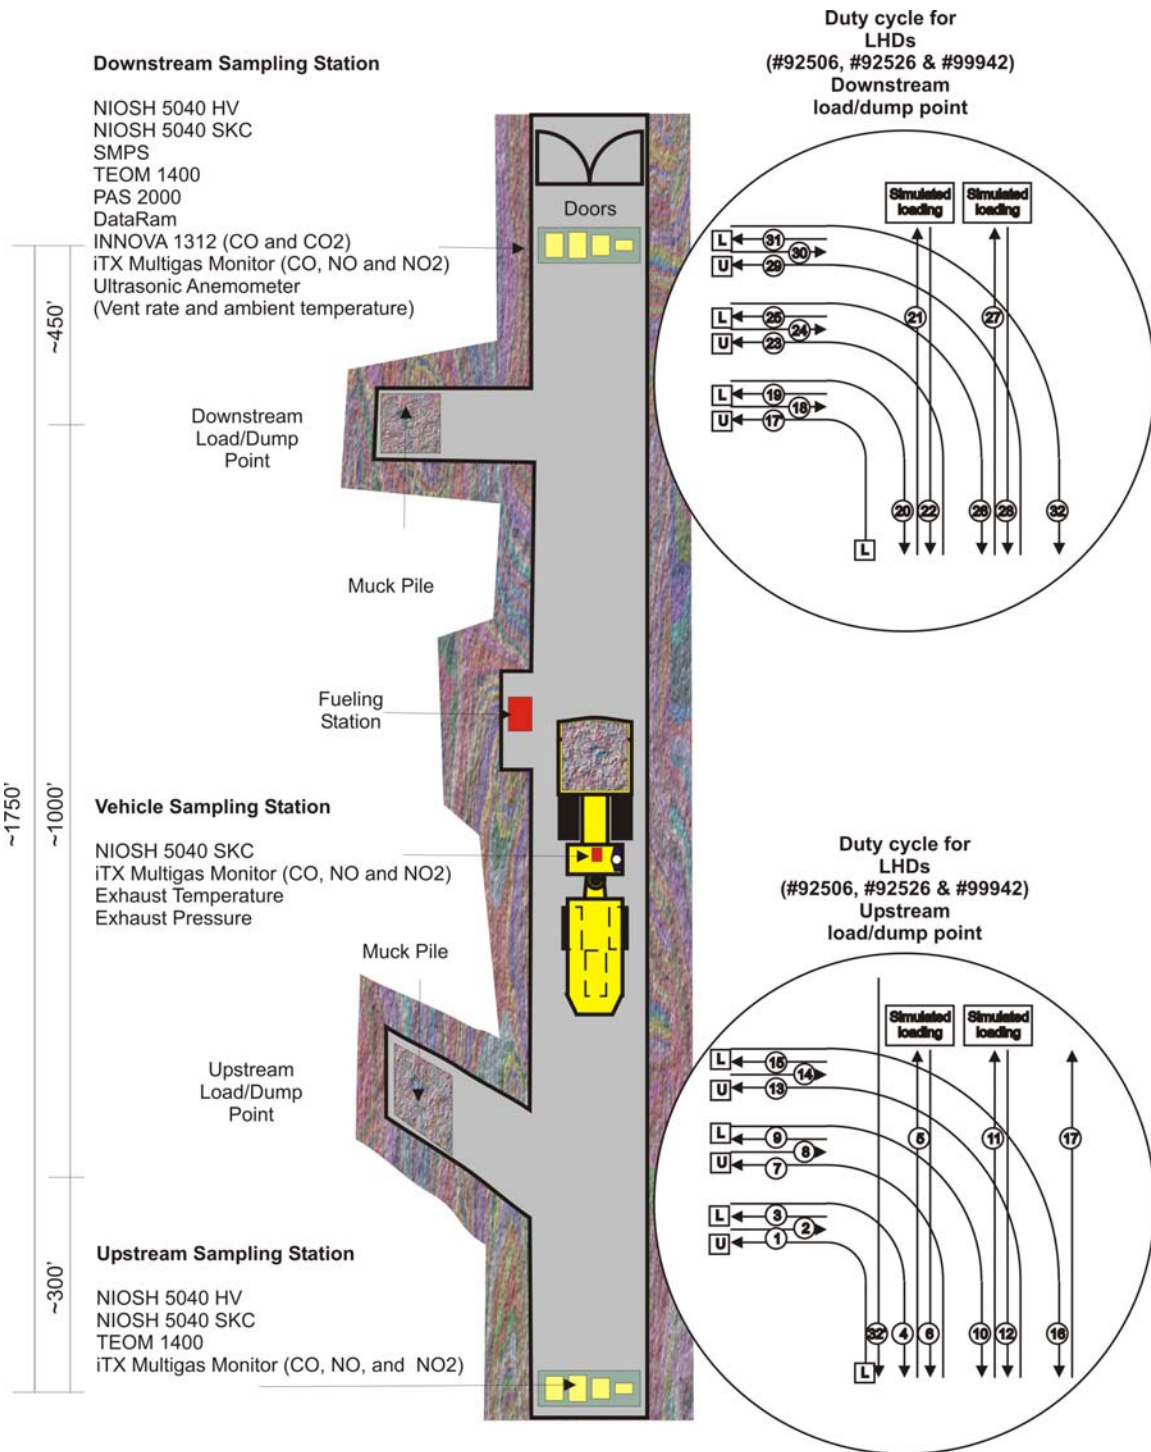 Downstream Sampling Station
NIOSH 5040 HV
NIOSH 5040 SKC
SMPS
TEOM 1400
PAS 2000
DataRam
INNOVA 1312 (CO and CO2)
iTX Multigas Monitor (CO, NO and NO2)
Ultrasonic Anemometer
(Vent rate and ambient temperature)
Doors
Duty cycle for
LHDs
(#92506, #92526 & #99942)
Downstream
load/dump point
Simulated
loading
Simulated
loading
L
31
30
U
29
L
25
24
U
23
21
27
L
19
18
U
17'
20
22
26
28
32
L
~450'
Downstream
Load/Dump
Point
Muck Pile
Fueling
Station
~1750'
~1000'
Vehicle Sampling Station
NIOSH 5040 SKC
iTX Multigas Monitor (CO, NO and NO2)
Exhaust Temperature
Exhaust Pressure
Muck Pile
Upstream
Load/Dump
Point
~300'
Upstream Sampling Station
NIOSH 5040 HV
NIOSH 5040 SKC
TEOM 1400
iTX Multigas Monitor (CO, NO, and NO2)
Duty cycle for
LHDs
(#92506, #92526 & #99942)
Upstream
load/dump point
Simulated
loading
Simulated
loading
L
15
14
U
13
L
9
8
U
7
5
11
17
L
3
2
U
1
32'
4
6
10
12
16
L